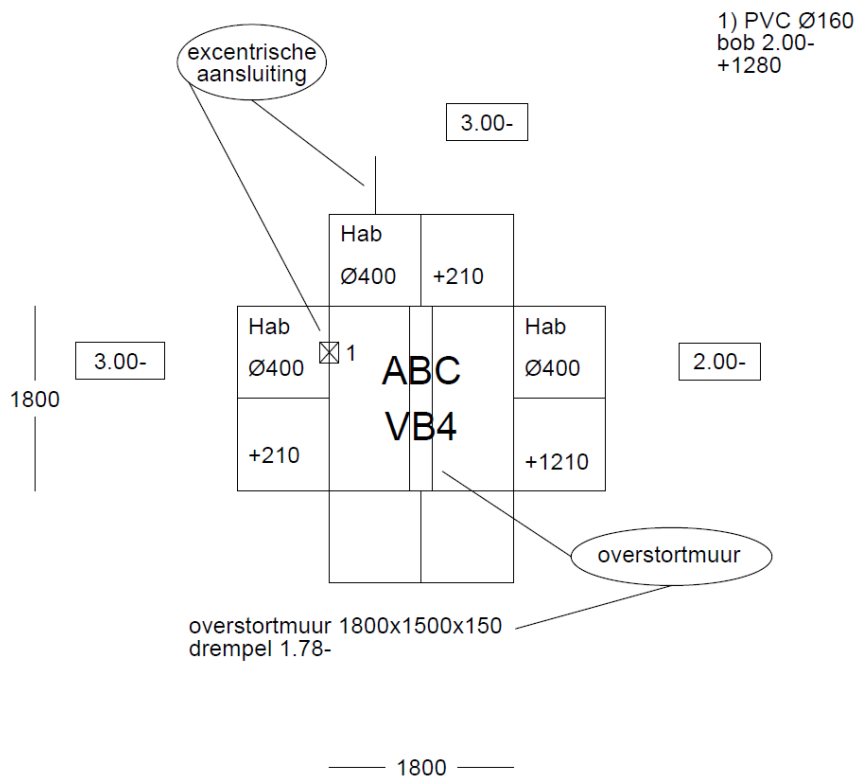 1) PVC Ø160
bob 2.00-
+1280
excentrische
aansluiting
3.00-
Hab
Ø400 +210
Hab
Ø400
3.00-
1
ABC
VB4
Hab
Ø400
2.00-
1800
+210
+1210
overstortmuur
overstortmuur 1800x1500x150
drempel 1.78-
1800